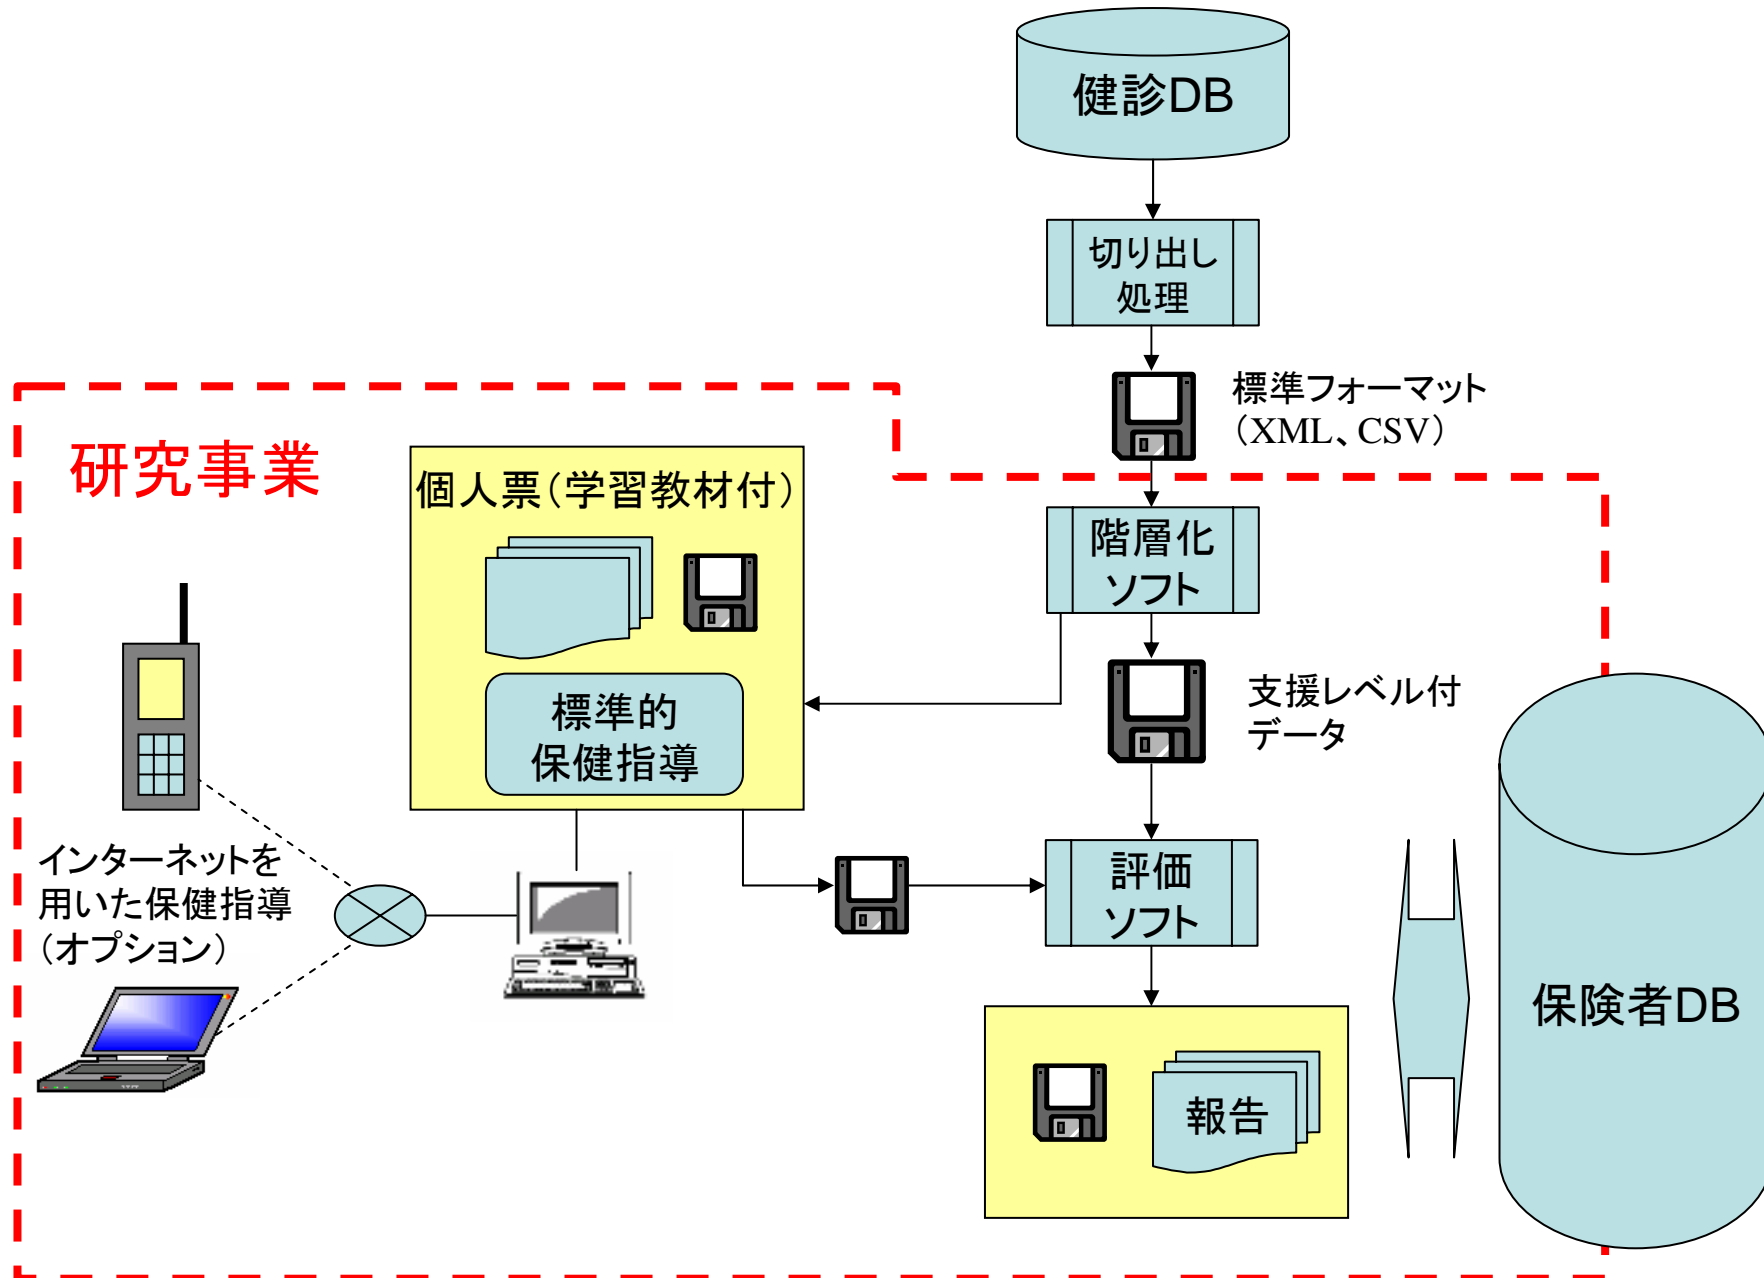 健診DB
切り出し
処理
標準フォーマット
（XML、CSV）
研究事業
個人票（学習教材付）
階層化
ソフト
標準的
保健指導
支援レベル付
データ
インターネットを
用いた保健指導
（オプション）
評価
ソフト
保険者DB
報告